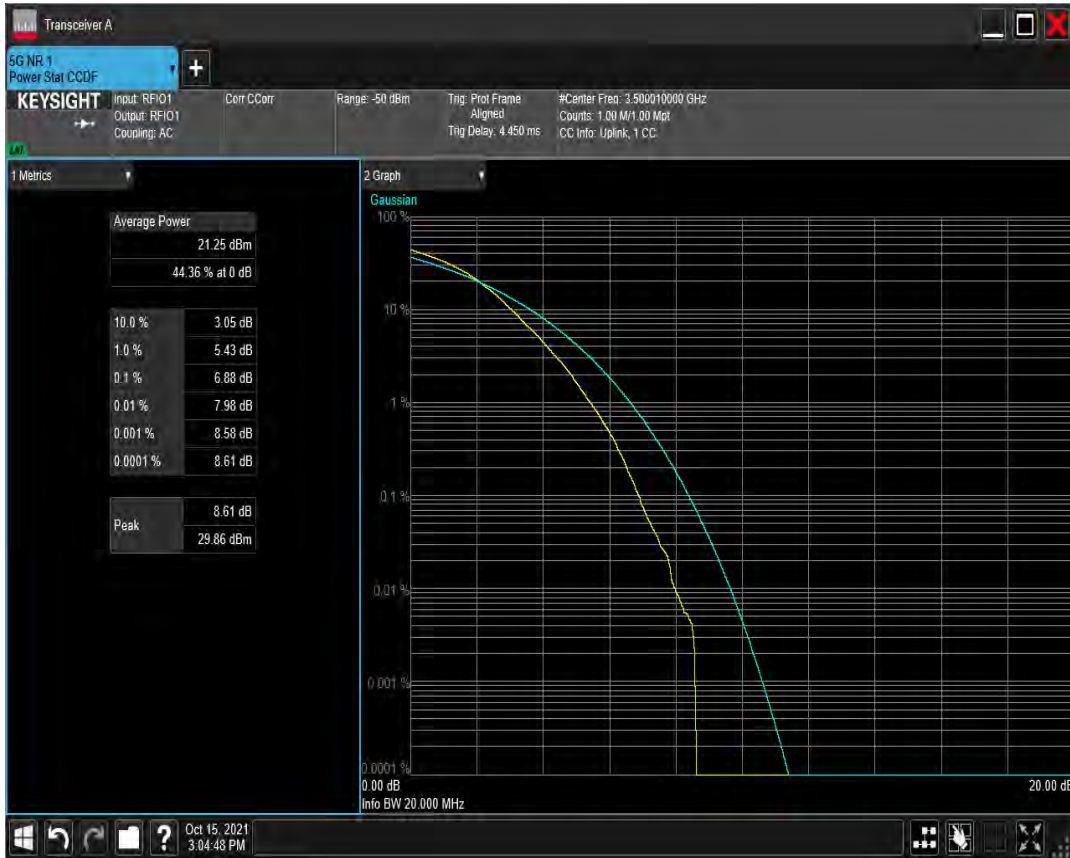 Transceiver A
5G NR 1
Power Stat CCDF
+
KEYSIGHT
Input: RFIO1
Output: RFIO1
Coupling: AC
Corr CCorr
Range: -50 dBm
Trig: Prot Frame
Aligned
Trig Delay: 4.450 ms
#Center Freq: 3.500010000 GHz
Counts: 1.00 M/1.00 Mpt
CC Info: Uplink, 1 CC
1 Metrics
Average Power
21.25 dBm
44.36 % at 0 dB
10.0 % 3.05 dB
1.0 % 5.43 dB
0.1 % 6.88 dB
0.01 % 7.98 dB
0.001 % 8.58 dB
0.0001 % 8.61 dB
Peak
8.61 dB
29.86 dBm
2 Graph
Gaussian
100 %
10 %
1 %
0.1 %
0.01 %
0.001 %
0.0001 %
0.00 dB
20.00 dB
Info BW 20.000 MHz
?
Oct 15, 2021
3:04:48 PM